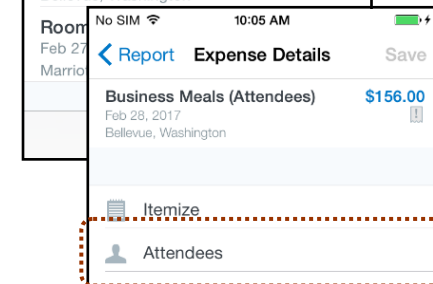 Room
Feb 27
Marrio
No SIM 10:05 AM
Report Expense Details Save
Business Meals (Attendees) $156.00
Feb 28, 2017
Bellevue, Washington
Itemize
Attendees